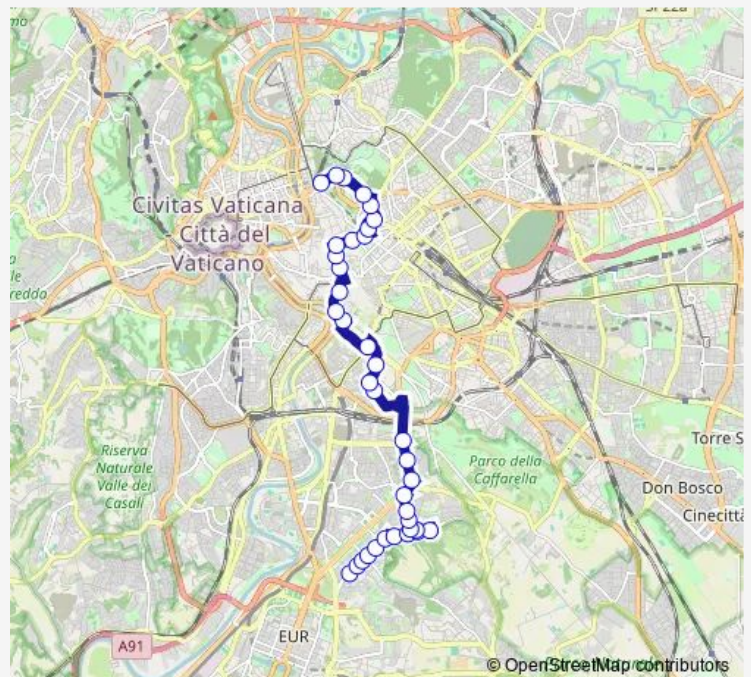 Civitas Vaticana
Città del
Vaticano
Riserva
Naturale
Valle dei
Casali
Parco della
Caffarella
Torre S
Don Bosco
Cinecittà
A91
EUR
© OpenStreetMap contributors